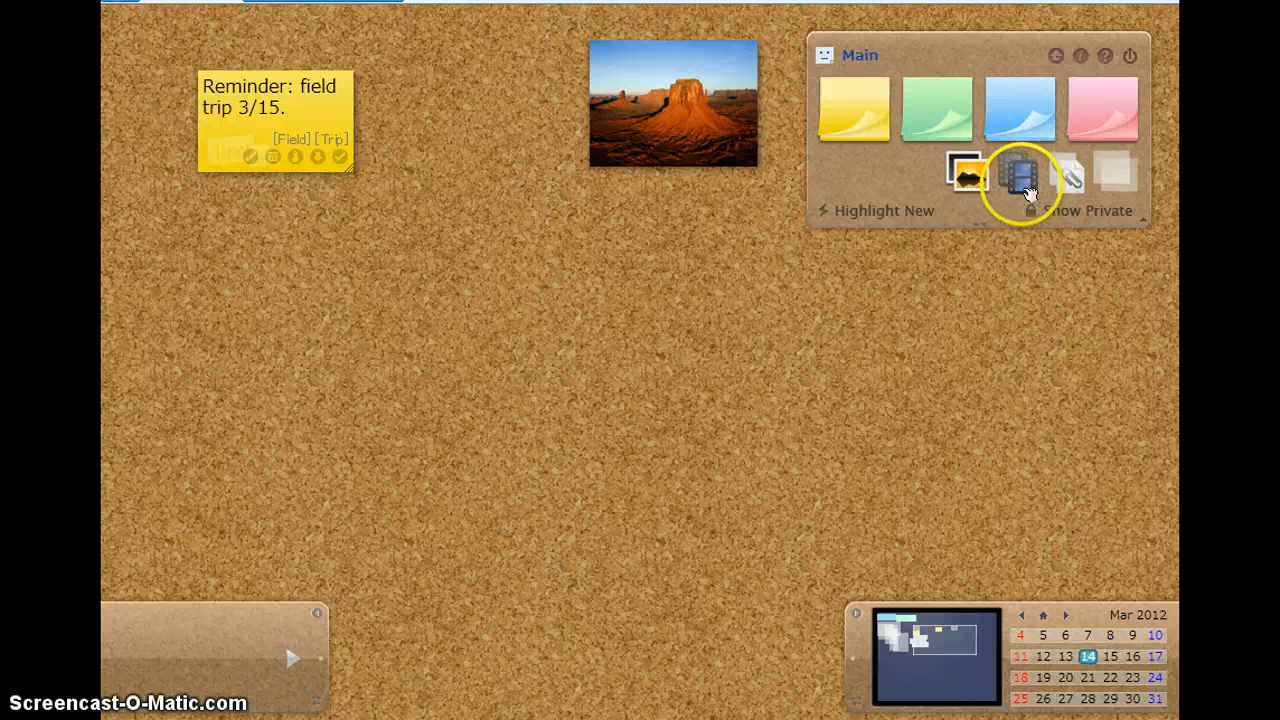 Reminder: field
trip 3/15.
[Field] [Trip]
Main
Highlight New
Show Private
Mar 2012
4 5 6 7 8 9 10
11 12 13 14 15 16 17
18 19 20 21 22 23 24
25 26 27 28 29 30 31
Screencast-O-Matic.com